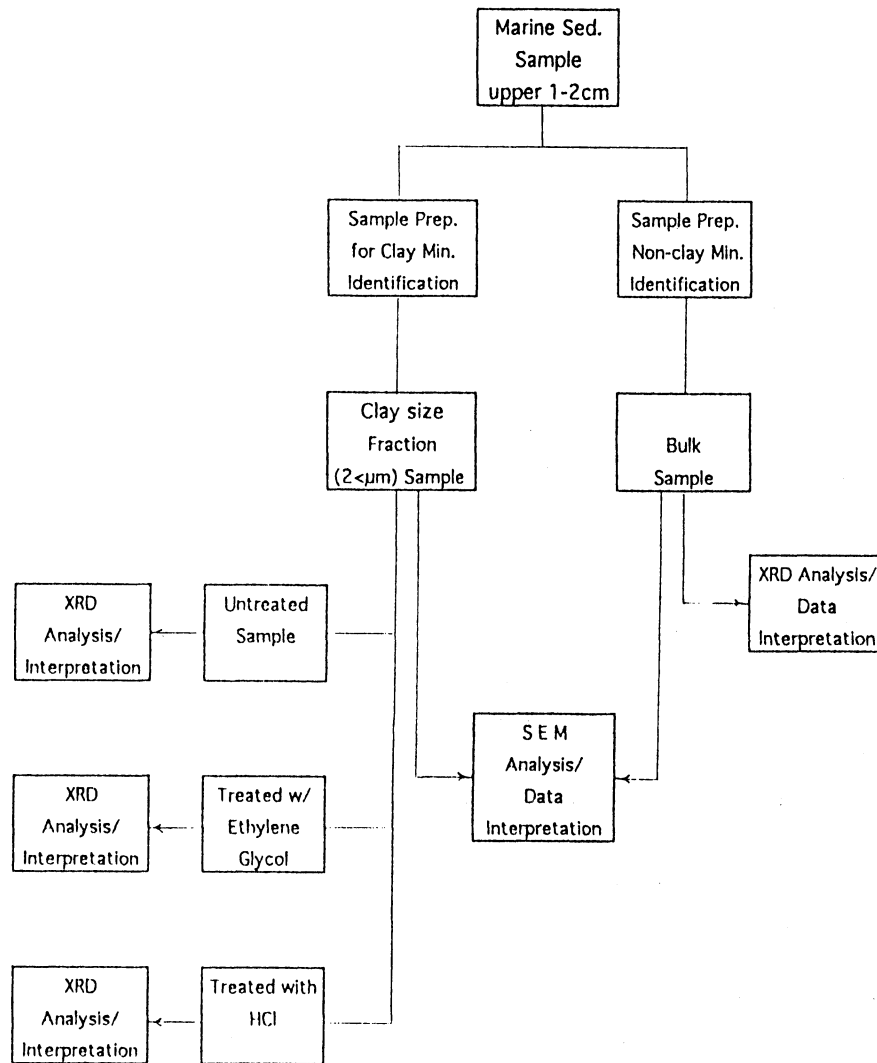 Marine Sed.
Sample
upper 1-2cm
Sample Prep.
for Clay Min.
Identification
Sample Prep.
Non-clay Min.
Identification
Clay size
Fraction
(2<µm) Sample
Bulk
Sample
XRD Analysis/
Data
Interpretation
XRD
Analysis/
Interpretation
Untreated
Sample
S E M
Analysis/
Data
Interpretation
XRD
Analysis/
Interpretation
Treated w/
Ethylene
Glycol
XRD
Analysis/
Interpretation
Treated with
HCl